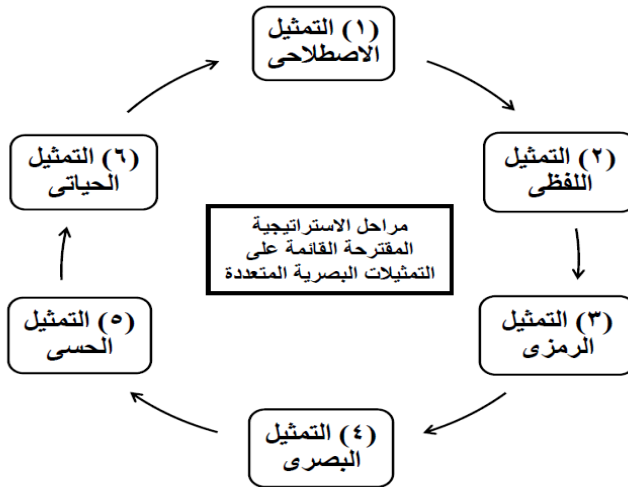 (١) التمثيل
الاصطلاحى
(٢) التمثيل
اللفظى
(٣) التمثيل
الرمزى
(٤) التمثيل
البصرى
(٥) التمثيل
الحسى
(٦) التمثيل
الحياتى
مراحل الاستراتيجية
المقترحة القائمة على
التمثيلات البصرية المتعددة